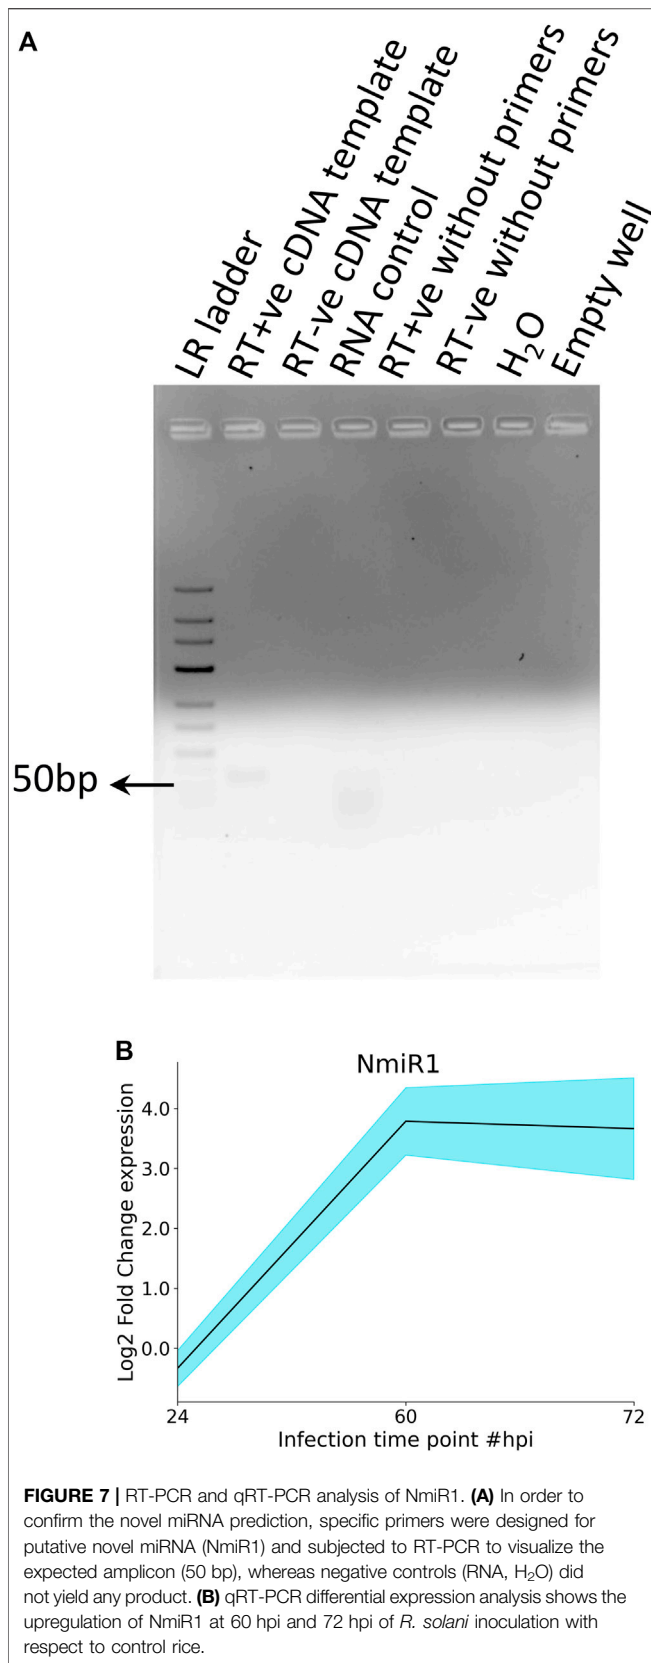 A
LR ladder
RT+ve cDNA template
RT-ve cDNA template
RNA control
RT+ve without primers
RT-ve without primers
H₂O
Empty well
50bp
B
NmiR1
Log2 Fold Change expression
4.0
3.0
2.0
1.0
0.0
24
60
72
Infection time point #hpi
FIGURE 7 | RT-PCR and qRT-PCR analysis of NmiR1. (A) In order to
confirm the novel miRNA prediction, specific primers were designed for
putative novel miRNA (NmiR1) and subjected to RT-PCR to visualize the
expected amplicon (50 bp), whereas negative controls (RNA, H₂O) did
not yield any product. (B) qRT-PCR differential expression analysis shows the
upregulation of NmiR1 at 60 hpi and 72 hpi of R. solani inoculation with
respect to control rice.